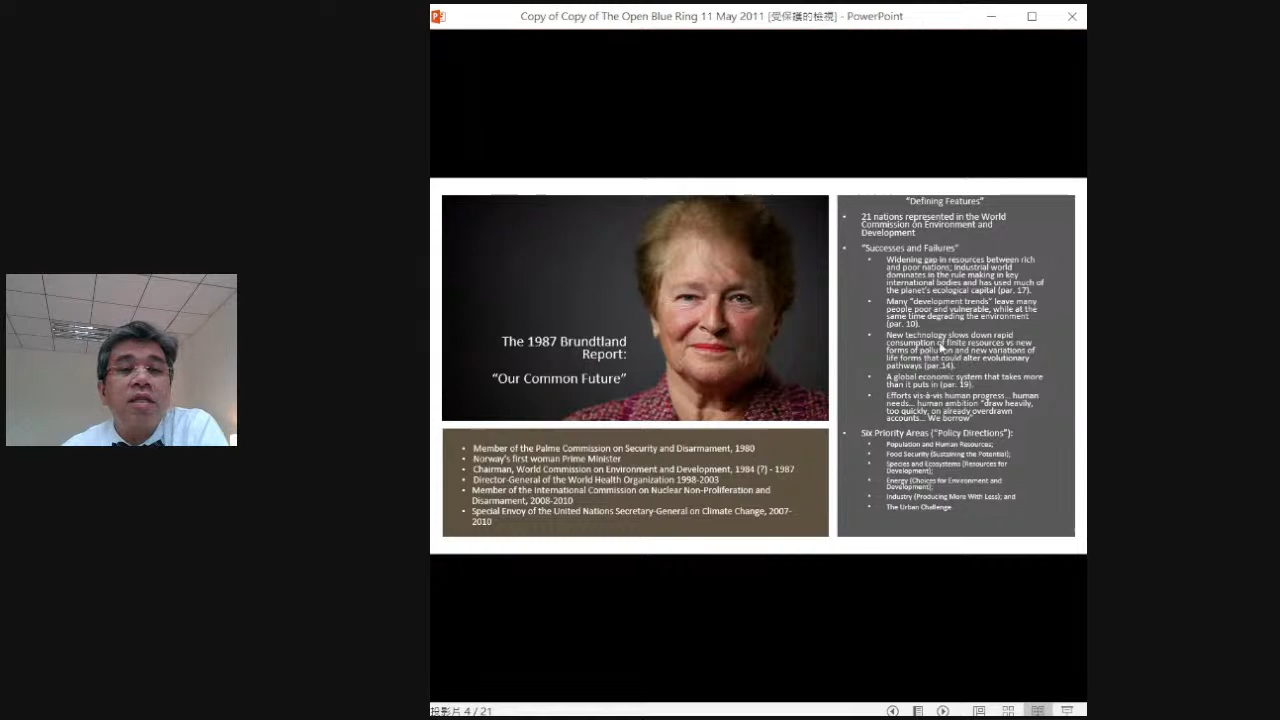 Copy of Copy of The Open Blue Ring 11 May 2011 [受保護的檢視] - PowerPoint
The 1987 Brundtland
Report:
"Our Common Future"
Member of the Palme Commission on Security and Disarmament, 1980
Norway's first woman Prime Minister
Chairman, World Commission on Environment and Development, 1984 (?) - 1987
Director-General of the World Health Organization 1998-2003
Member of the International Commission on Nuclear Non-Proliferation and
Disarmament, 2008-2010
Special Envoy of the United Nations Secretary-General on Climate Change, 2007-
2010
"Defining Features"
21 nations represented in the World
Commission on Environment and
Development
"Successes and Failures"
Widening gap in resources between rich
and poor nations; industrial world
dominates in the rule making in key
international bodies and has used much of
the planet's ecological capital (par. 17).
Many "development trends" leave many
people poor and vulnerable, while at the
same time degrading the environment
(par. 10).
New technology slows down rapid
consumption of finite resources vs new
forms of pollution and new variations of
life forms that could alter evolutionary
pathways (par.14).
A global economic system that takes more
than it puts in (par. 19).
Efforts vis-à-vis human progress... human
needs... human ambition "draw heavily,
too quickly, on already overdrawn
accounts... We borrow"
Six Priority Areas ("Policy Directions"):
Population and Human Resources;
Food Security (Sustaining the Potential);
Species and Ecosystems (Resources for
Development);
Energy (Choices for Environment and
Development);
Industry (Producing More With Less); and
The Urban Challenge
投影片 4 / 21